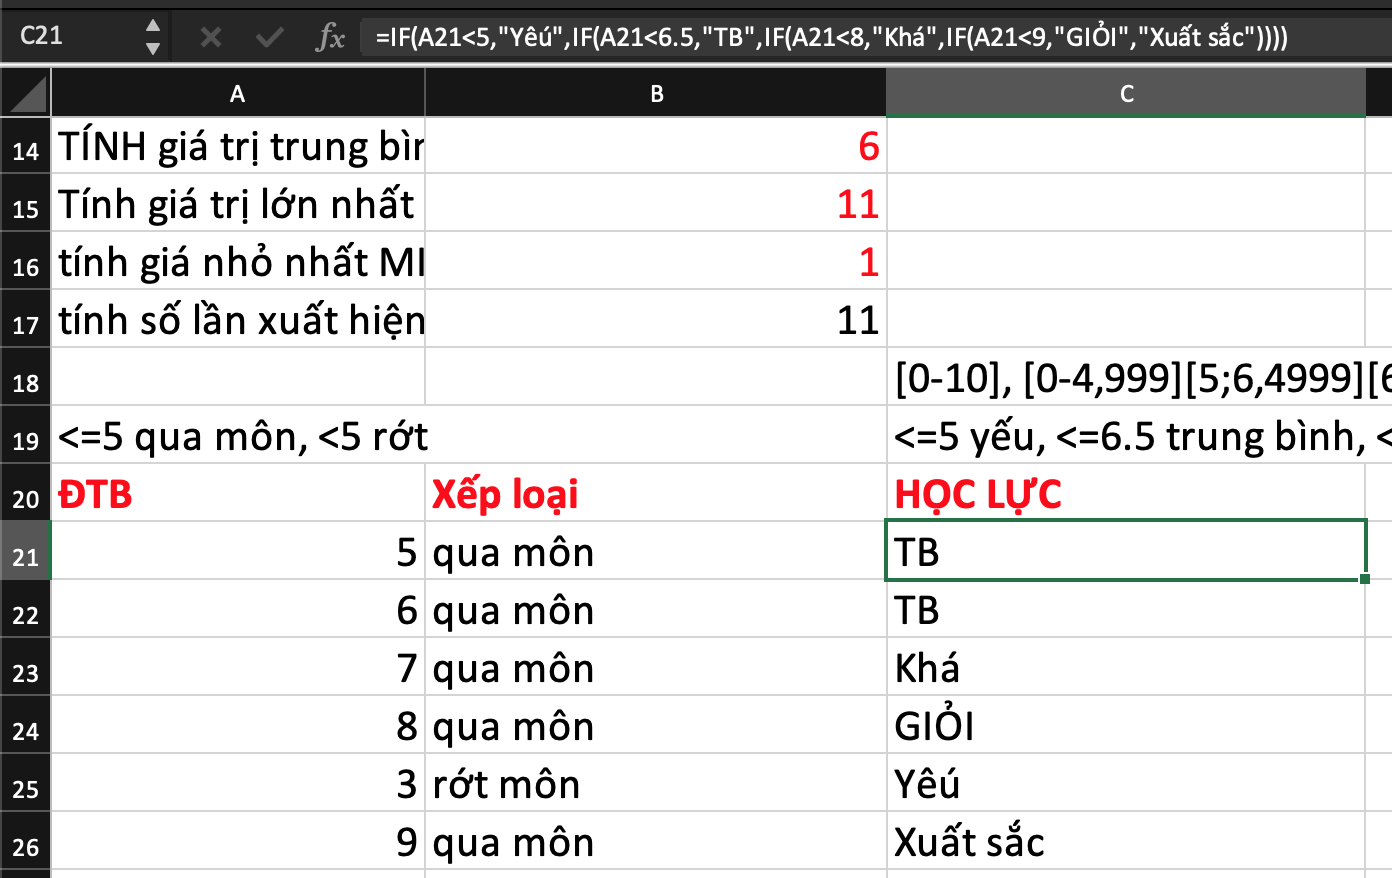 C21 fx =IF(A21<5,"Yêú",IF(A21<6.5,"TB",IF(A21<8,"Khá",IF(A21<9,"GIỎI","Xuất sắc"))))
A B C
14 TÍNH giá trị trung bìn 6
15 Tính giá trị lớn nhất 11
16 tính giá nhỏ nhất MI 1
17 tính số lần xuất hiện 11
18 [0-10], [0-4,999][5;6,4999][6
19 <=5 qua môn, <5 rớt <=5 yếu, <=6.5 trung bình, <
20 ĐTB Xếp loại HỌC LỰC
21 5 qua môn TB
22 6 qua môn TB
23 7 qua môn Khá
24 8 qua môn GIỎI
25 3 rớt môn Yêú
26 9 qua môn Xuất sắc